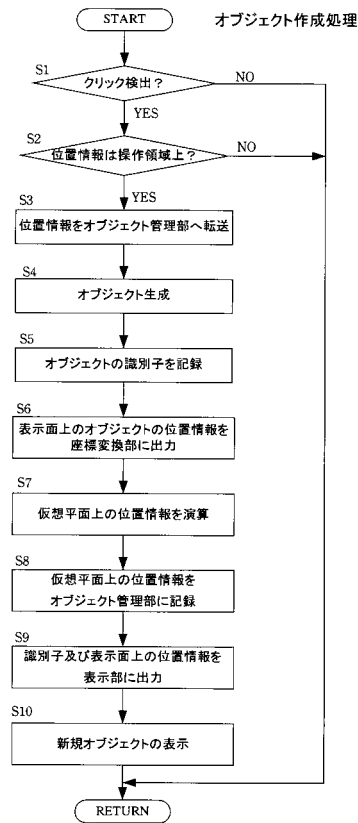 START
オブジェクト作成処理
S1
クリック検出?
NO
YES
S2
位置情報は操作領域上?
NO
YES
S3
位置情報をオブジェクト管理部へ転送
S4
オブジェクト生成
S5
オブジェクトの識別子を記録
S6
表示面上のオブジェクトの位置情報を
座標変換部に出力
S7
仮想平面上の位置情報を演算
S8
仮想平面上の位置情報を
オブジェクト管理部に記録
S9
識別子及び表示面上の位置情報を
表示部に出力
S10
新規オブジェクトの表示
RETURN